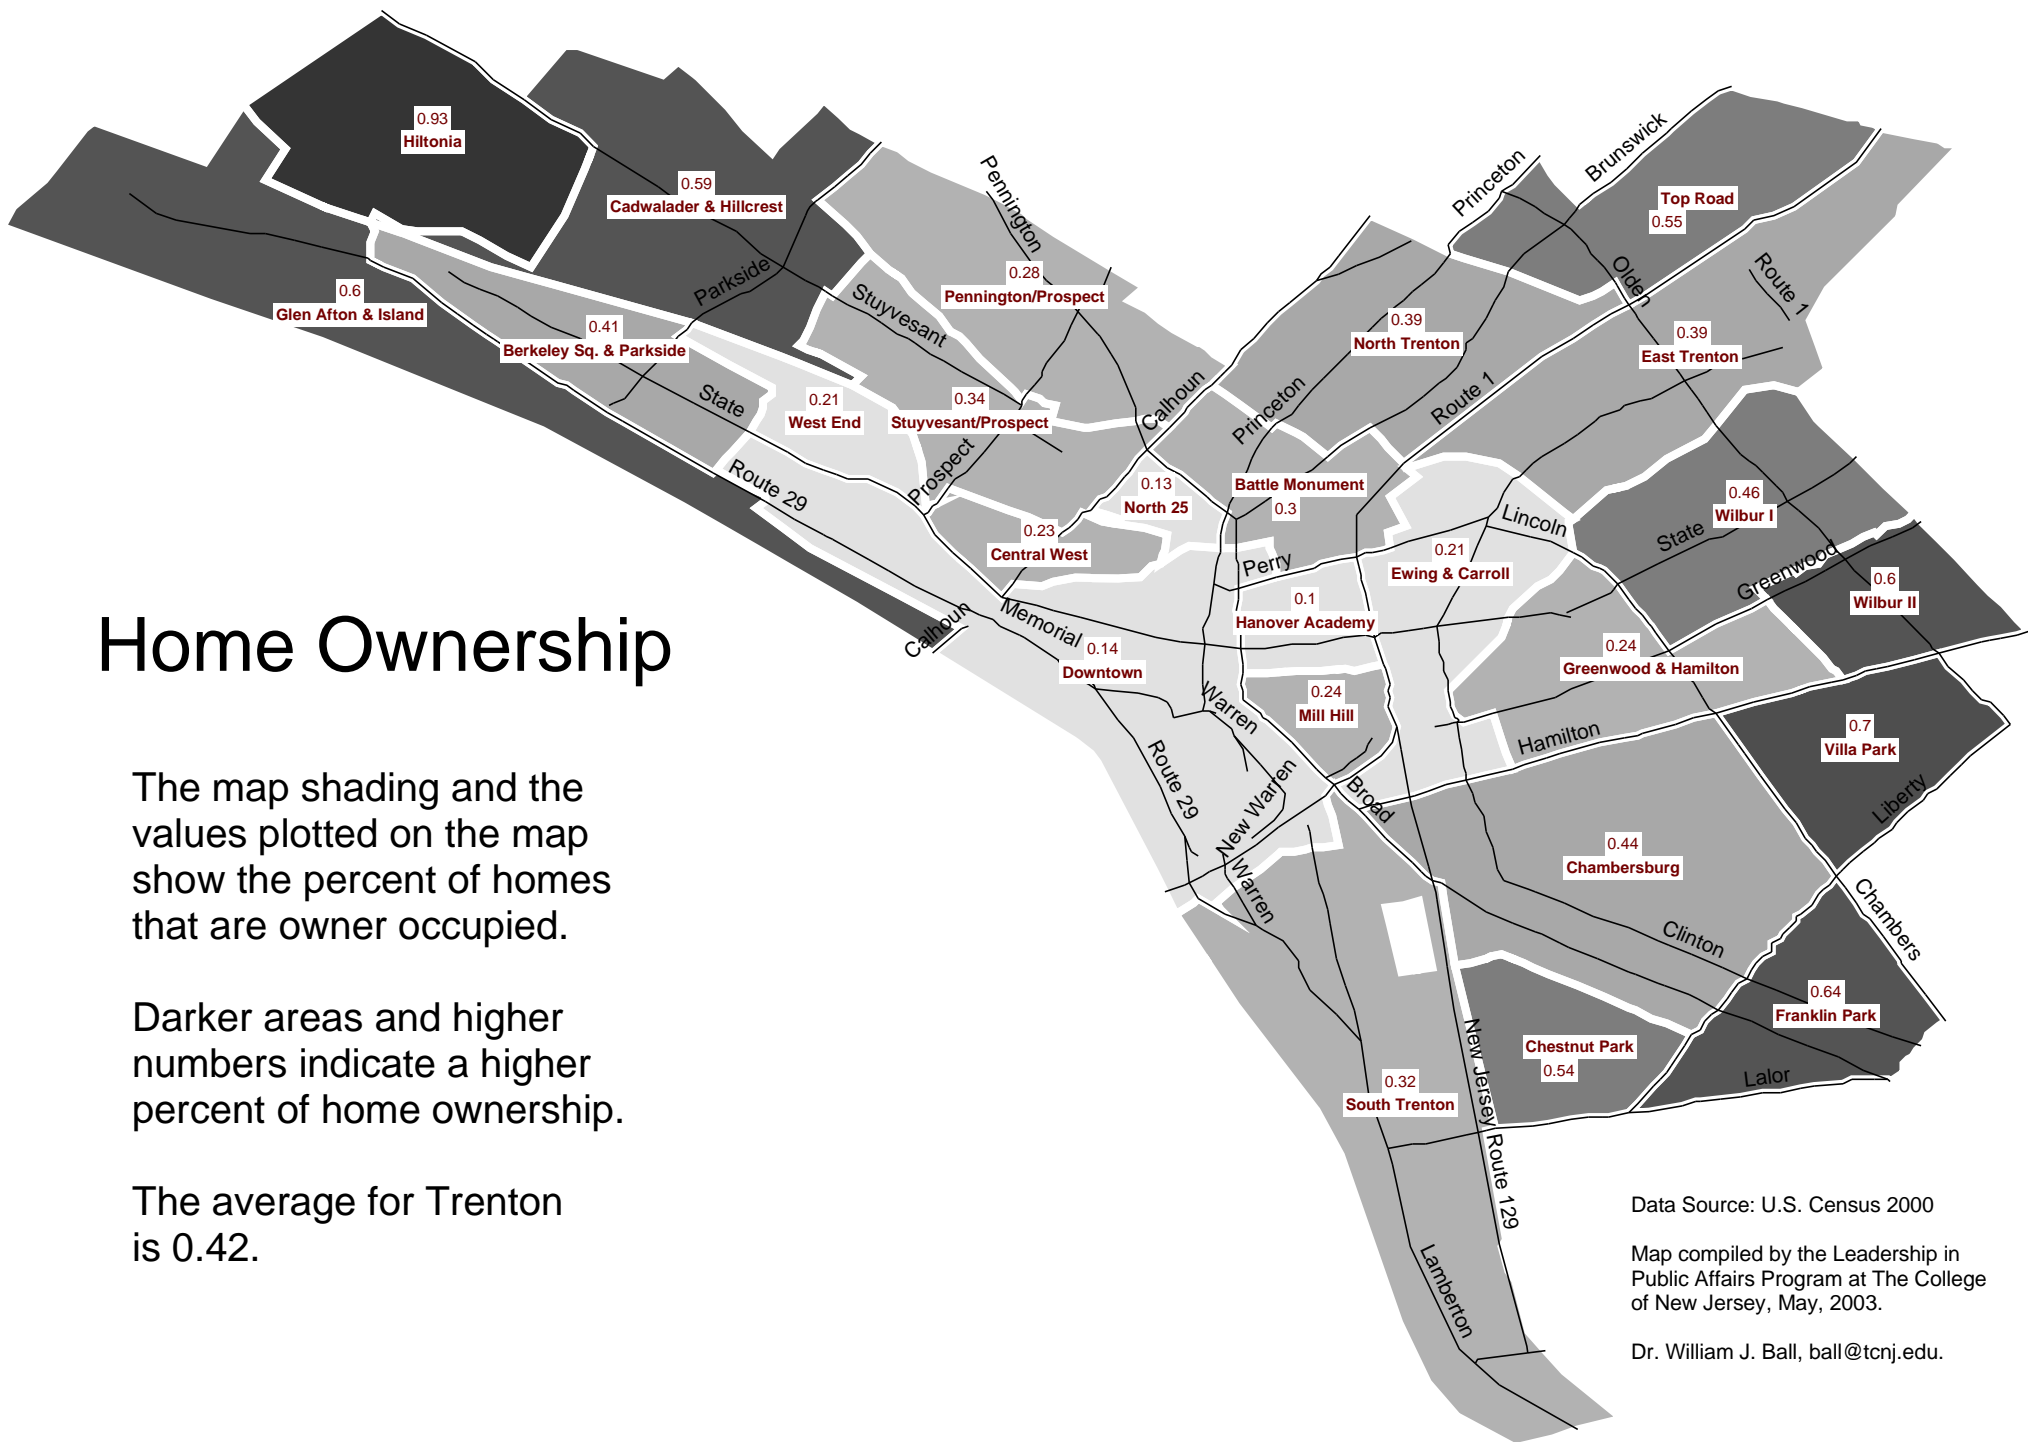 0.93
Hiltonia
0.59
Cadwalader & Hillcrest
0.6
Glen Afton & Island
0.41
Berkeley Sq. & Parkside
Parkside
Pennington
0.28
Pennington/Prospect
Stuyvesant
0.34
Stuyvesant/Prospect
0.21
West End
State
Route 29
Prospect
Calhoun
Princeton
Brunswick
Top Road
0.55
Olden
Route 1
0.39
North Trenton
0.39
East Trenton
Princeton
Route 1
0.13
North 25
Battle Monument
0.3
0.23
Central West
Perry
Lincoln
0.21
Ewing & Carroll
0.46
Wilbur I
State
Greenwood
0.6
Wilbur II
0.1
Hanover Academy
Calhoun
Memorial
0.14
Downtown
0.24
Greenwood & Hamilton
0.24
Mill Hill
Warren
Hamilton
0.7
Villa Park
Liberty
Route 29
New Warren
Broad
Warren
0.44
Chambersburg
Clinton
Chambers
0.64
Franklin Park
Chestnut Park
0.54
Lalor
0.32
South Trenton
New Jersey Route 129
Lamberton
Home Ownership
The map shading and the
values plotted on the map
show the percent of homes
that are owner occupied.
Darker areas and higher
numbers indicate a higher
percent of home ownership.
The average for Trenton
is 0.42.
Data Source: U.S. Census 2000
Map compiled by the Leadership in
Public Affairs Program at The College
of New Jersey, May, 2003.
Dr. William J. Ball, ball@tcnj.edu.